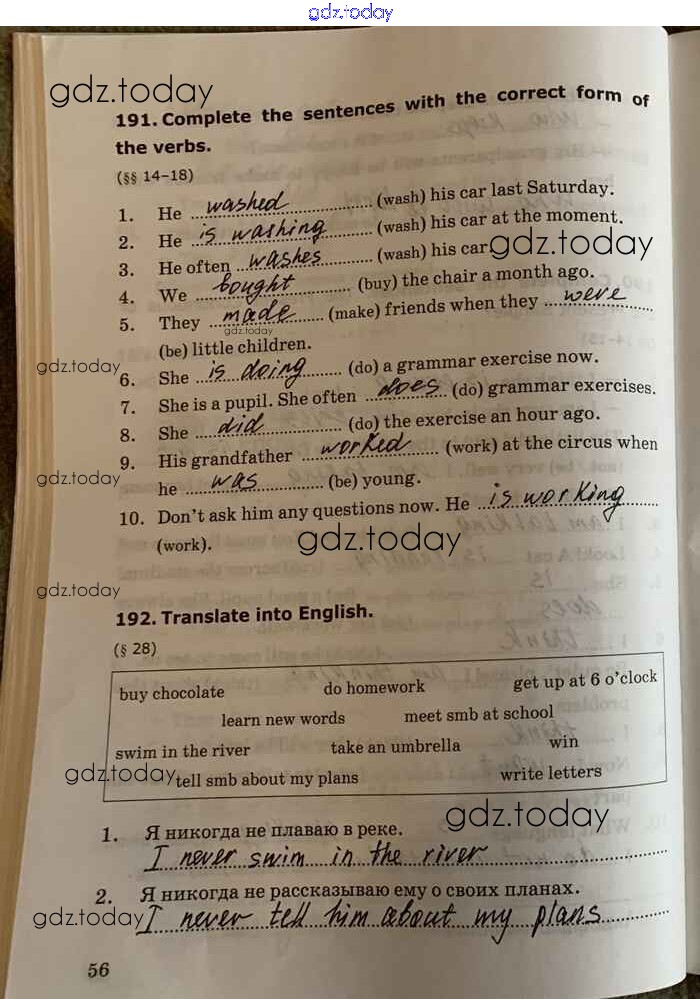 gdz.today
gdz.today
191. Complete the sentences with the correct form of
the verbs.
(§§ 14–18)
1. He washed (wash) his car last Saturday.
2. He is washing (wash) his car at the moment.
3. He often washes (wash) his car gdz.today
4. We bought (buy) the chair a month ago.
5. They made (make) friends when they were
gdz.today
(be) little children.
gdz.today
6. She is doing (do) a grammar exercise now.
7. She is a pupil. She often does (do) grammar exercises.
8. She did (do) the exercise an hour ago.
9. His grandfather worked (work) at the circus when
gdz.today
he was (be) young.
10. Don't ask him any questions now. He is working
(work). gdz.today
gdz.today
192. Translate into English.
(§ 28)
buy chocolate do homework get up at 6 o'clock
learn new words meet smb at school
swim in the river take an umbrella win
gdz.today tell smb about my plans write letters
gdz.today
1. Я никогда не плаваю в реке.
I never swim in the river
2. Я никогда не рассказываю ему о своих планах.
gdz.today I never tell him about my plans
56